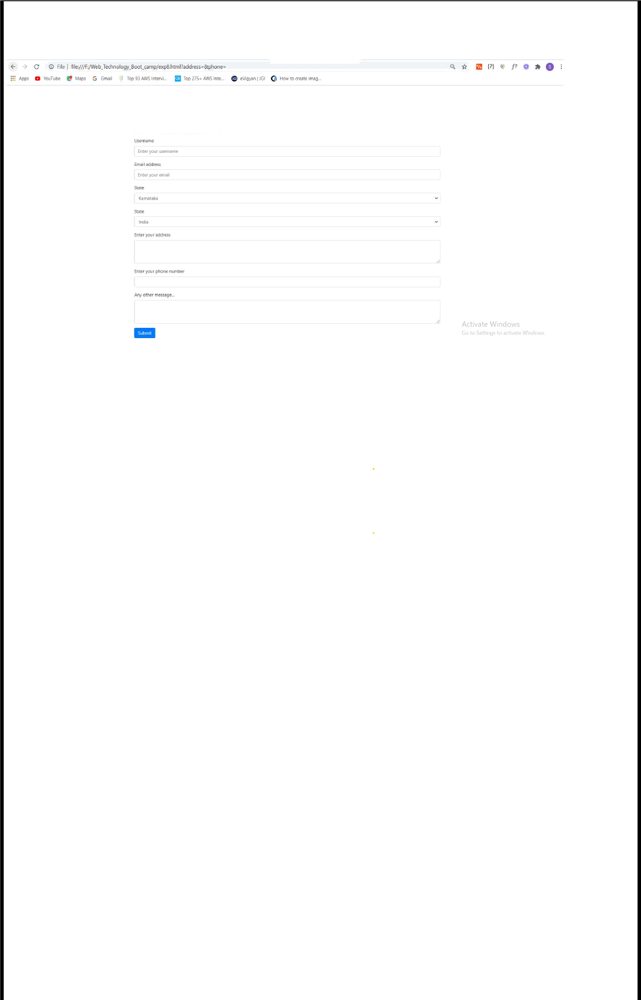 File | file:///F:/Web_Technology_Boot_camp/exp8.html?address=&phone= {?} f? S
Apps YouTube Maps Gmail Top 93 AWS Intervi... GB Top 275+ AWS Inte... JGI eVigyan | JGI How to create imag...
Username
Enter your username
Email address
Enter your email
State
Karnataka
State
India
Enter your address
Enter your phone number
Any other message...
Submit
Activate Windows
Go to Settings to activate Windows.